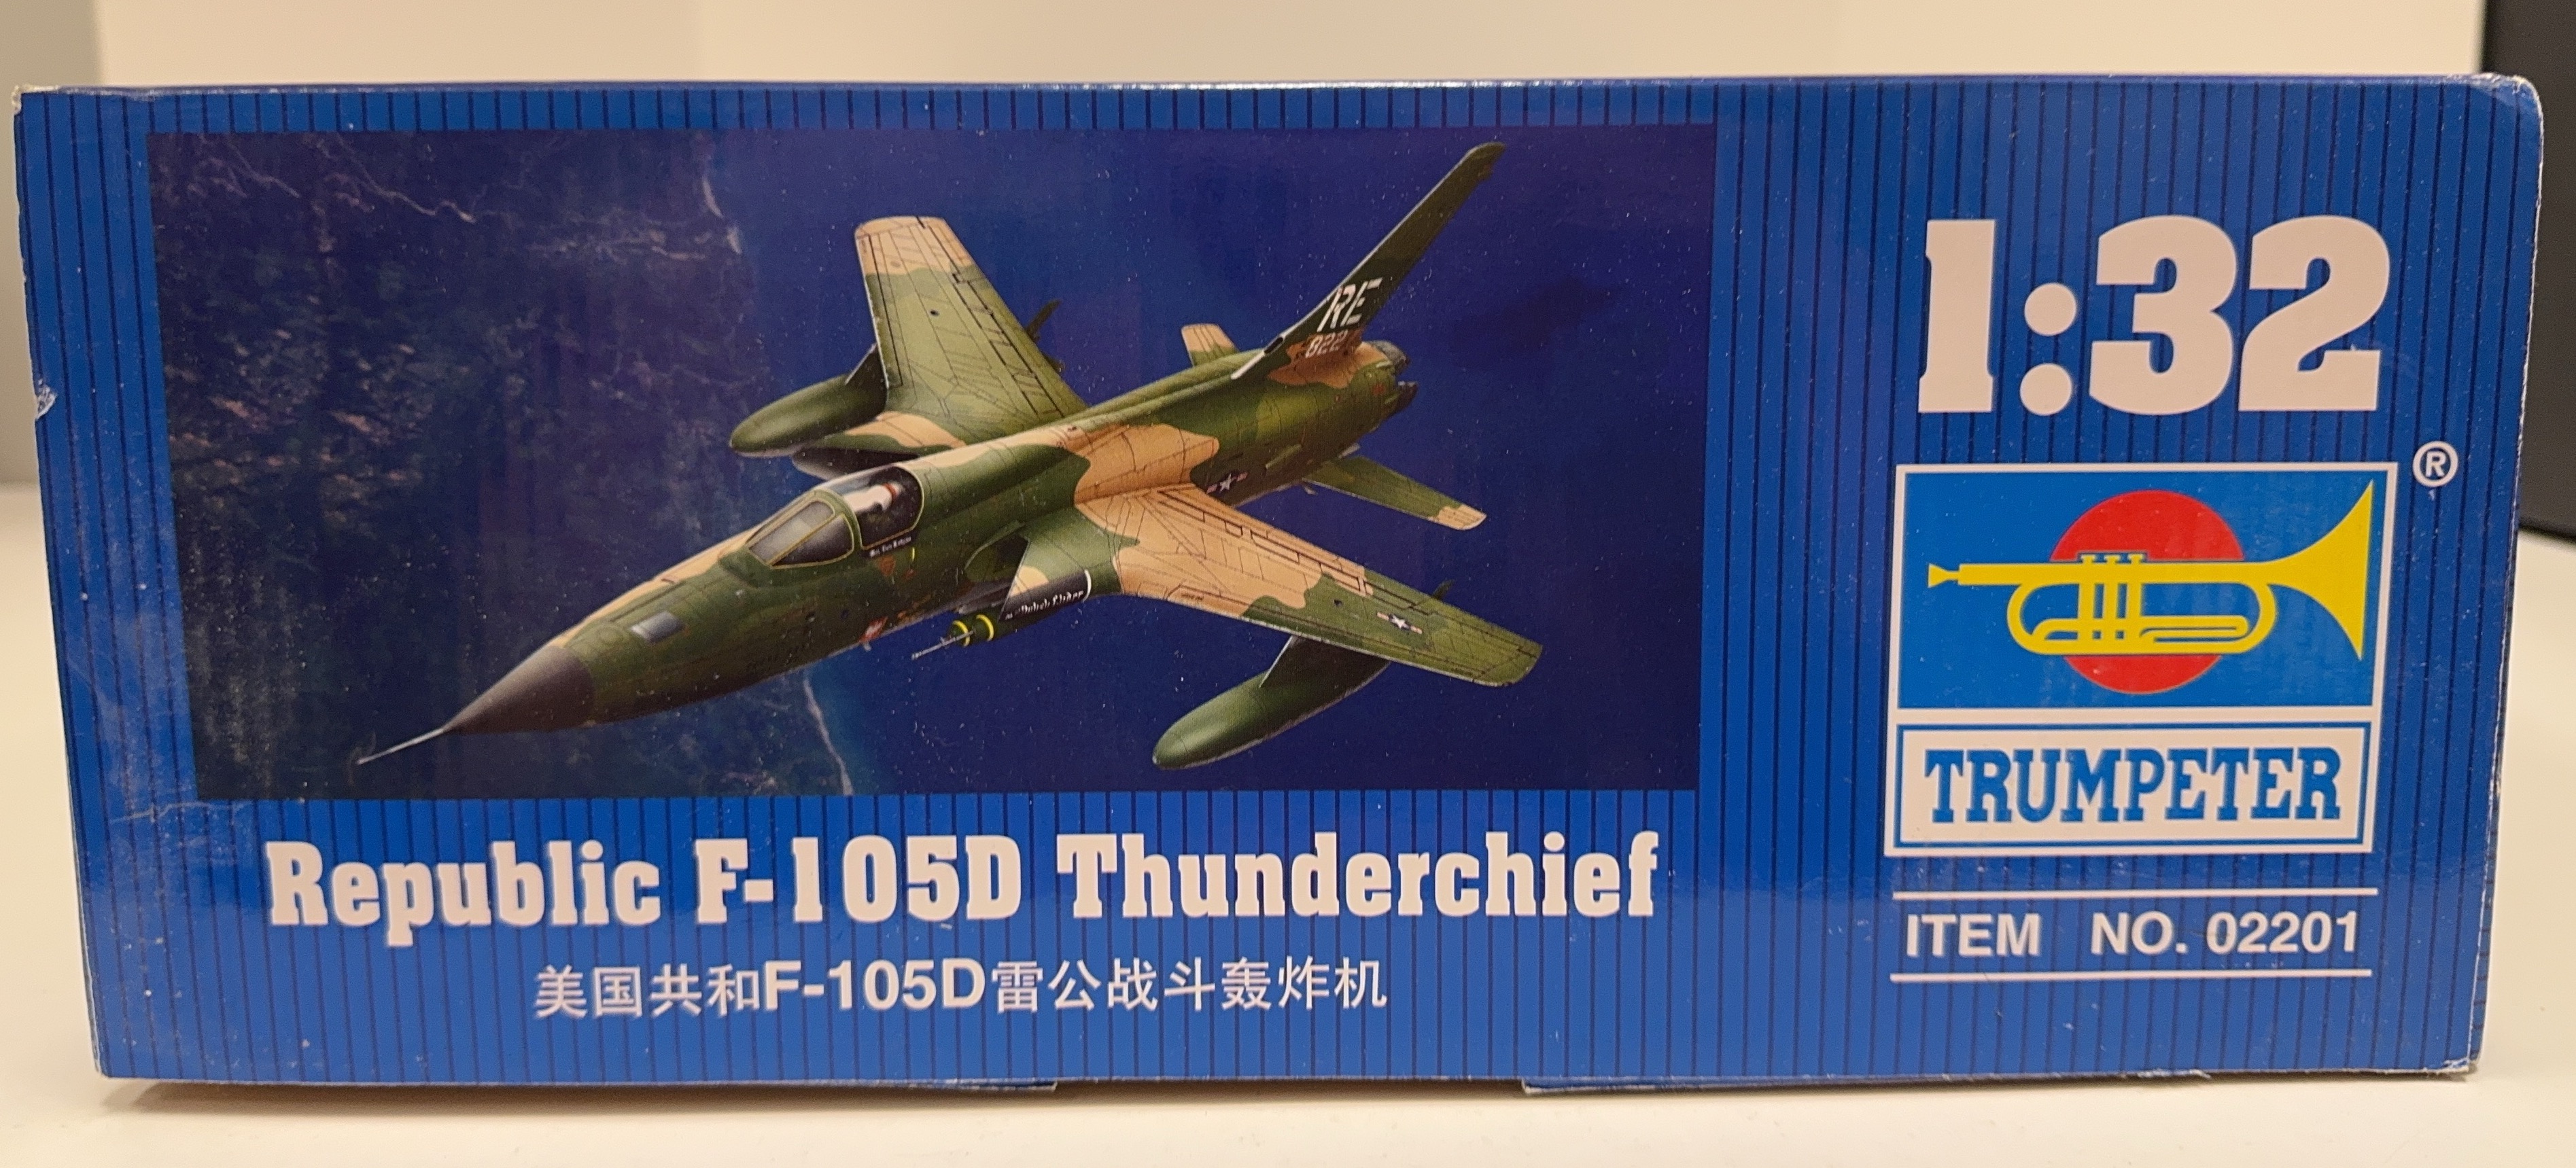 1:32
RE
822
®
TRUMPETER
Republic F-105D Thunderchief
美国共和F-105D雷公战斗轰炸机
ITEM NO. 02201